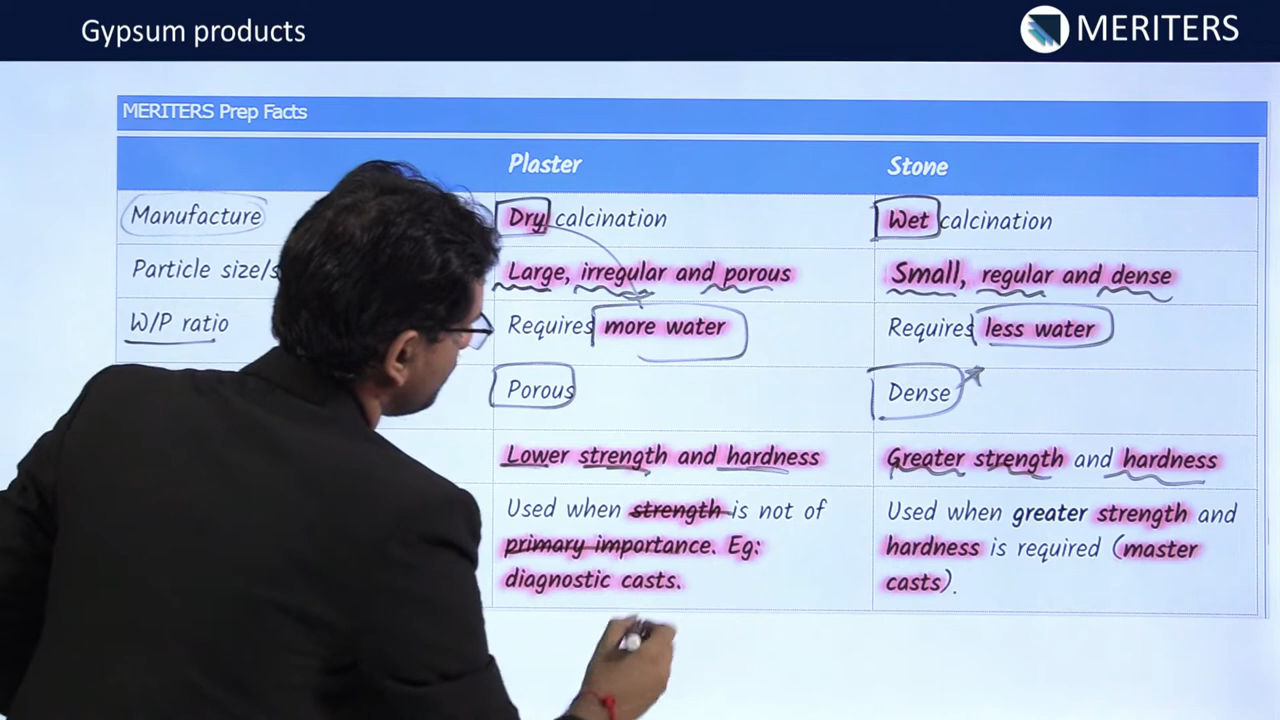 Gypsum products
MERITERS
MERITERS Prep Facts
Plaster Stone
Manufacture Dry calcination Wet calcination
Particle size/s Large, irregular and porous Small, regular and dense
W/P ratio Requires more water Requires less water
Porous Dense
Lower strength and hardness Greater strength and hardness
Used when strength is not of Used when greater strength and
primary importance. Eg: hardness is required (master
diagnostic casts. casts).